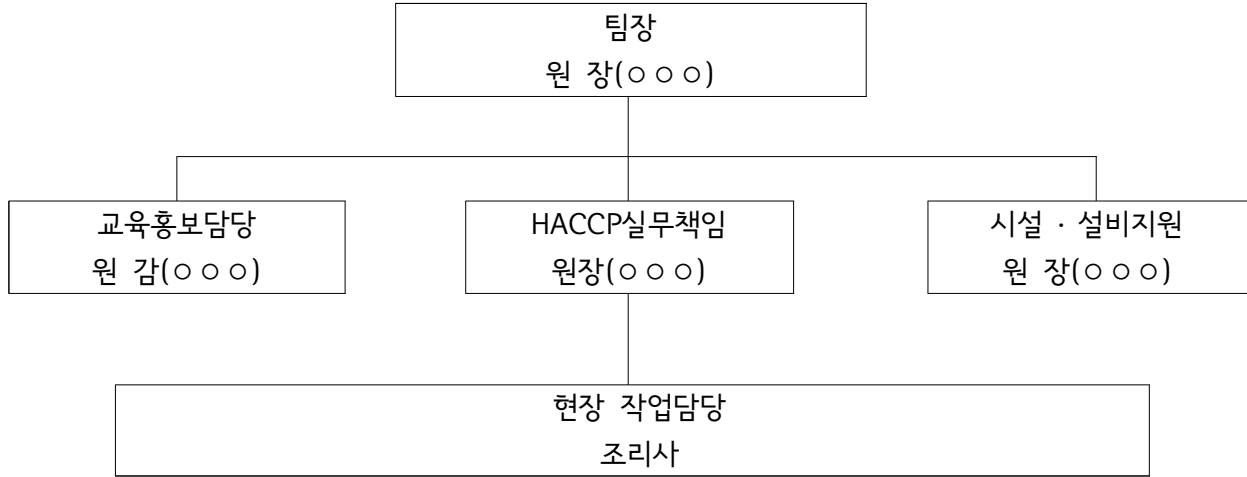 팀장
원 장(○ ○ ○)
교육홍보담당
원 감(○ ○ ○)
HACCP실무책임
원장(○ ○ ○)
시설 · 설비지원
원 장(○ ○ ○)
현장 작업담당
조리사